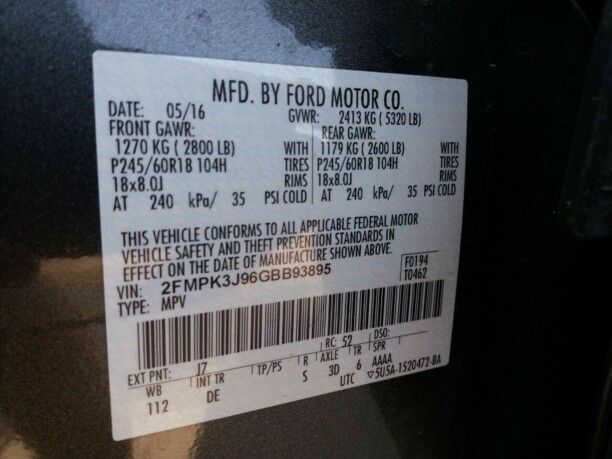 MFD. BY FORD MOTOR CO.
DATE: 05/16 GVWR: 2413 KG ( 5320 LB)
FRONT GAWR: REAR GAWR:
1270 KG ( 2800 LB) WITH 1179 KG ( 2600 LB) WITH
P245/60R18 104H TIRES P245/60R18 104H TIRES
18x8.0J RIMS 18x8.0J RIMS
AT 240 kPa/ 35 PSI COLD AT 240 kPa/ 35 PSI COLD
THIS VEHICLE CONFORMS TO ALL APPLICABLE FEDERAL MOTOR
VEHICLE SAFETY AND THEFT PREVENTION STANDARDS IN
EFFECT ON THE DATE OF MANUFACTURE SHOWN ABOVE.
VIN: 2FMPK3J96GBB93895 F0194
TYPE: MPV T0462
EXT PNT: J7 RC: 52 DSO:
WB INT TR TP/PS R AXLE TR SPR
112 DE S 3D 6 AAAA
UTC ▽5U5A-1520472-BA